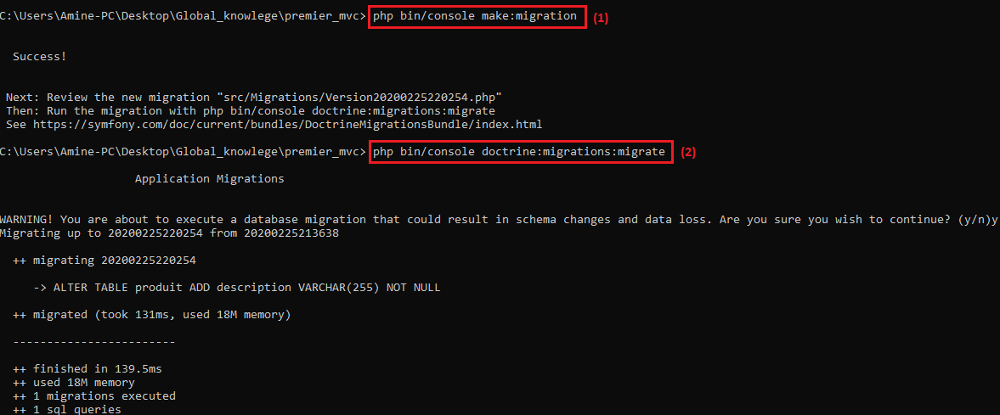 C:\Users\Amine-PC\Desktop\Global_knowlege\premier_mvc> php bin/console make:migration (1)
Success!
Next: Review the new migration "src/Migrations/Version20200225220254.php"
Then: Run the migration with php bin/console doctrine:migrations:migrate
See https://symfony.com/doc/current/bundles/DoctrineMigrationsBundle/index.html
C:\Users\Amine-PC\Desktop\Global_knowlege\premier_mvc> php bin/console doctrine:migrations:migrate (2)
Application Migrations
WARNING! You are about to execute a database migration that could result in schema changes and data loss. Are you sure you wish to continue? (y/n)y
Migrating up to 20200225220254 from 20200225213638
++ migrating 20200225220254
-> ALTER TABLE produit ADD description VARCHAR(255) NOT NULL
++ migrated (took 131ms, used 18M memory)
------------------------
++ finished in 139.5ms
++ used 18M memory
++ 1 migrations executed
++ 1 sql queries